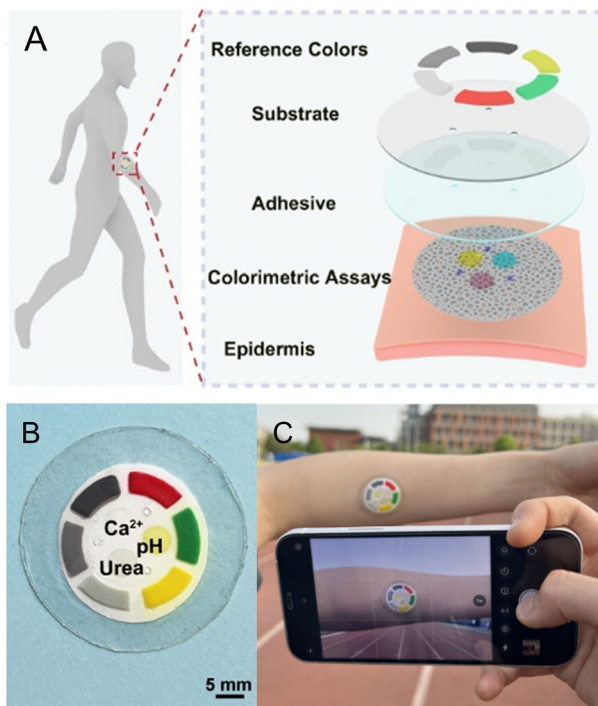 A
Reference Colors
Substrate
Adhesive
Colorimetric Assays
Epidermis
B
Ca²⁺
pH
Urea
5 mm
C